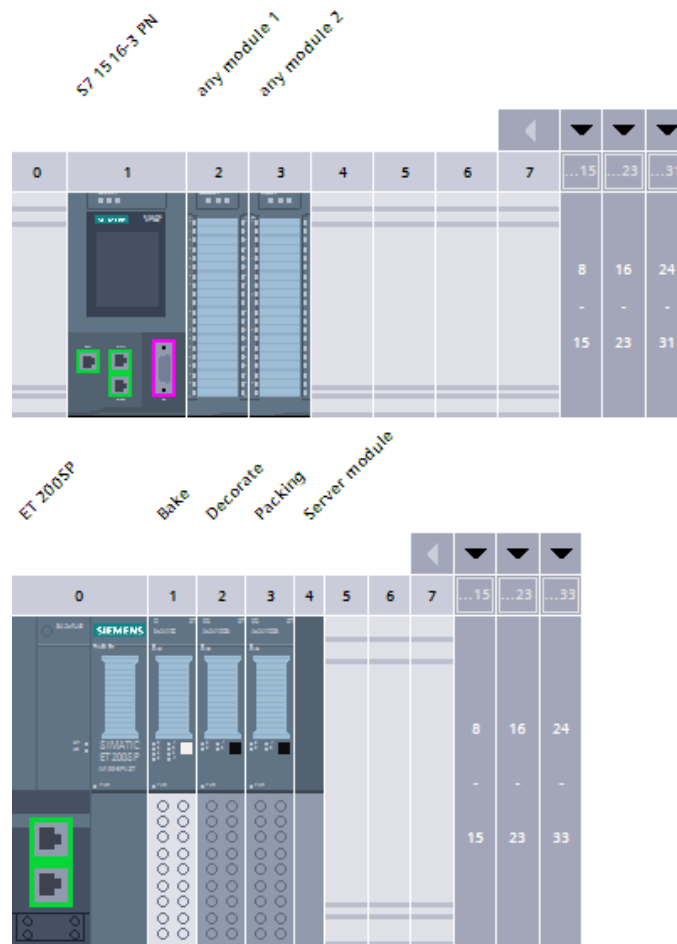 S7 1516-3 PN
any module 1
any module 2
0 1 2 3 4 5 6 7 ...15 ...23 ...31
8 16 24
- - -
15 23 31
ET 200SP
Bake
Decorate
Packing
Server module
0 1 2 3 4 5 6 7 ...15 ...23 ...33
SIEMENS
SIMATIC
ET 200SP
8 16 24
- - -
15 23 33